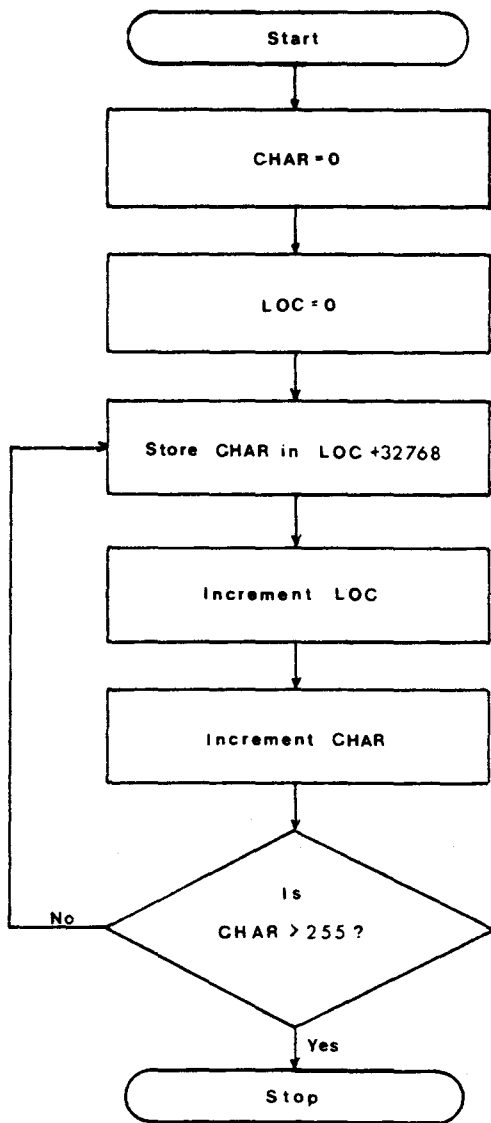 Start
CHAR=0
LOC=0
Store CHAR in LOC +32768
Increment LOC
Increment CHAR
Is
CHAR > 255 ?
No
Yes
Stop